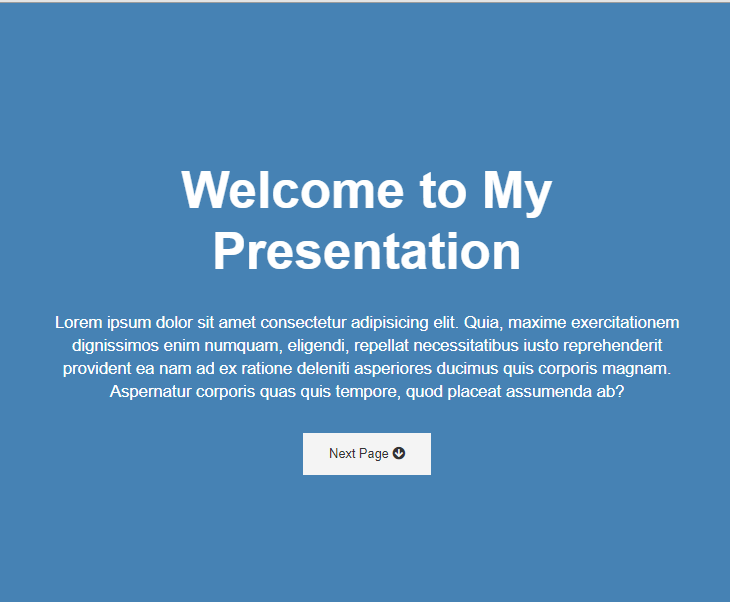 Welcome to My
Presentation
Lorem ipsum dolor sit amet consectetur adipisicing elit. Quia, maxime exercitationem
dignissimos enim numquam, eligendi, repellat necessitatibus iusto reprehenderit
provident ea nam ad ex ratione deleniti asperiores ducimus quis corporis magnam.
Aspernatur corporis quas quis tempore, quod placeat assumenda ab?
Next Page